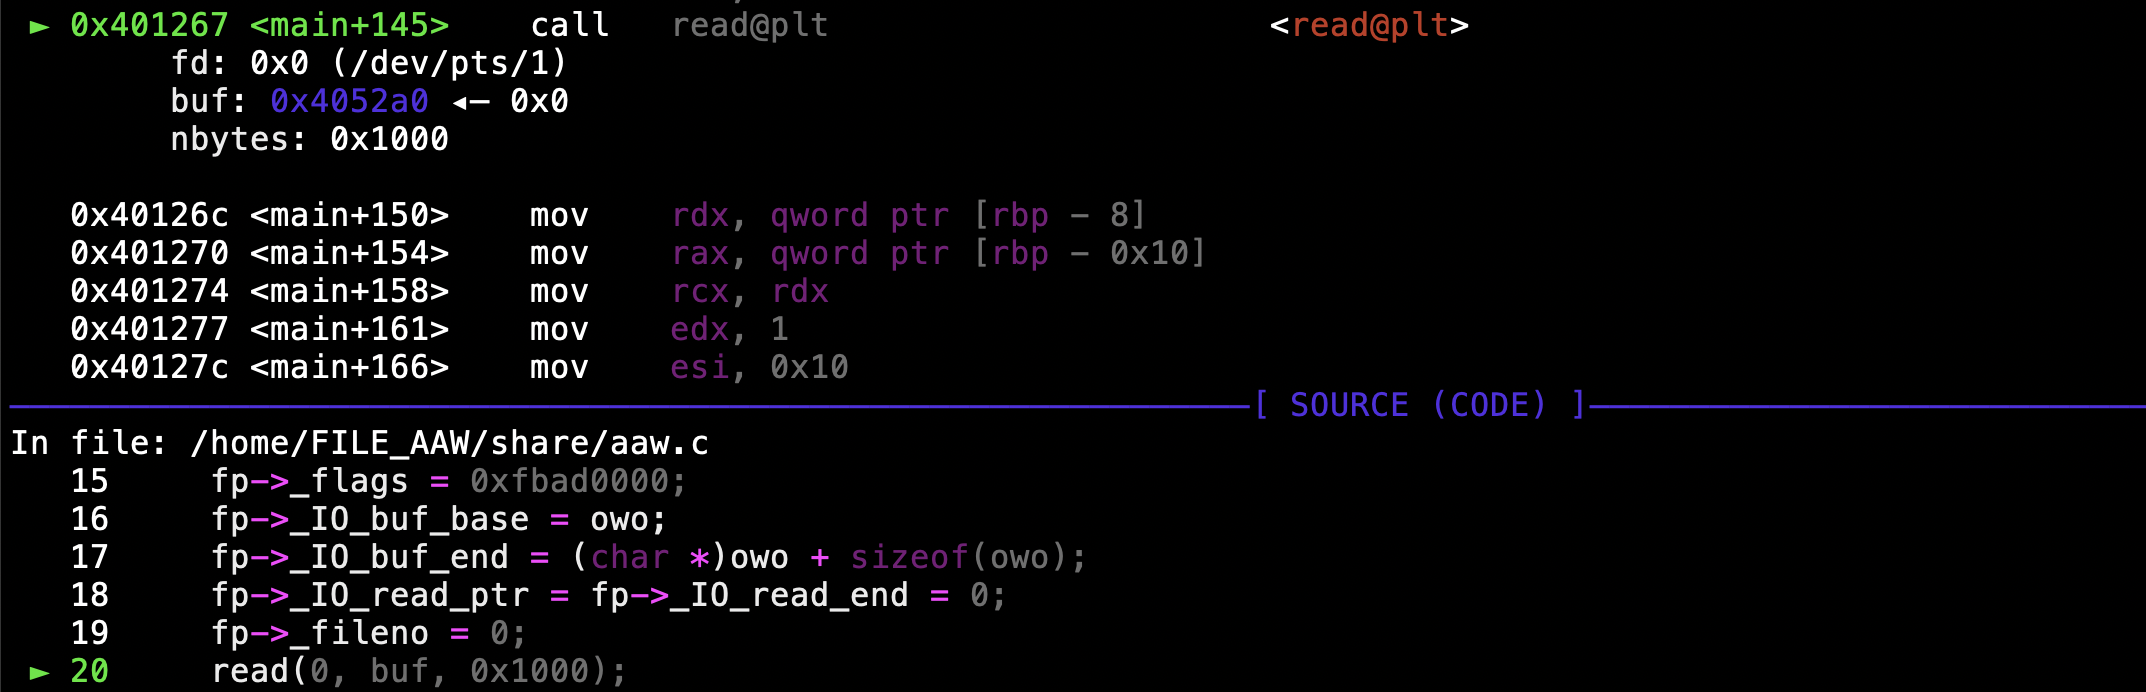 ► 0x401267 <main+145>    call   read@plt                      <read@plt>
        fd: 0x0 (/dev/pts/1)
        buf: 0x4052a0 ◂— 0x0
        nbytes: 0x1000
   0x40126c <main+150>    mov    rdx, qword ptr [rbp - 8]
   0x401270 <main+154>    mov    rax, qword ptr [rbp - 0x10]
   0x401274 <main+158>    mov    rcx, rdx
   0x401277 <main+161>    mov    edx, 1
   0x40127c <main+166>    mov    esi, 0x10
[ SOURCE (CODE) ]
In file: /home/FILE_AAW/share/aaw.c
   15     fp->_flags = 0xfbad0000;
   16     fp->_IO_buf_base = owo;
   17     fp->_IO_buf_end = (char *)owo + sizeof(owo);
   18     fp->_IO_read_ptr = fp->_IO_read_end = 0;
   19     fp->_fileno = 0;
 ► 20     read(0, buf, 0x1000);